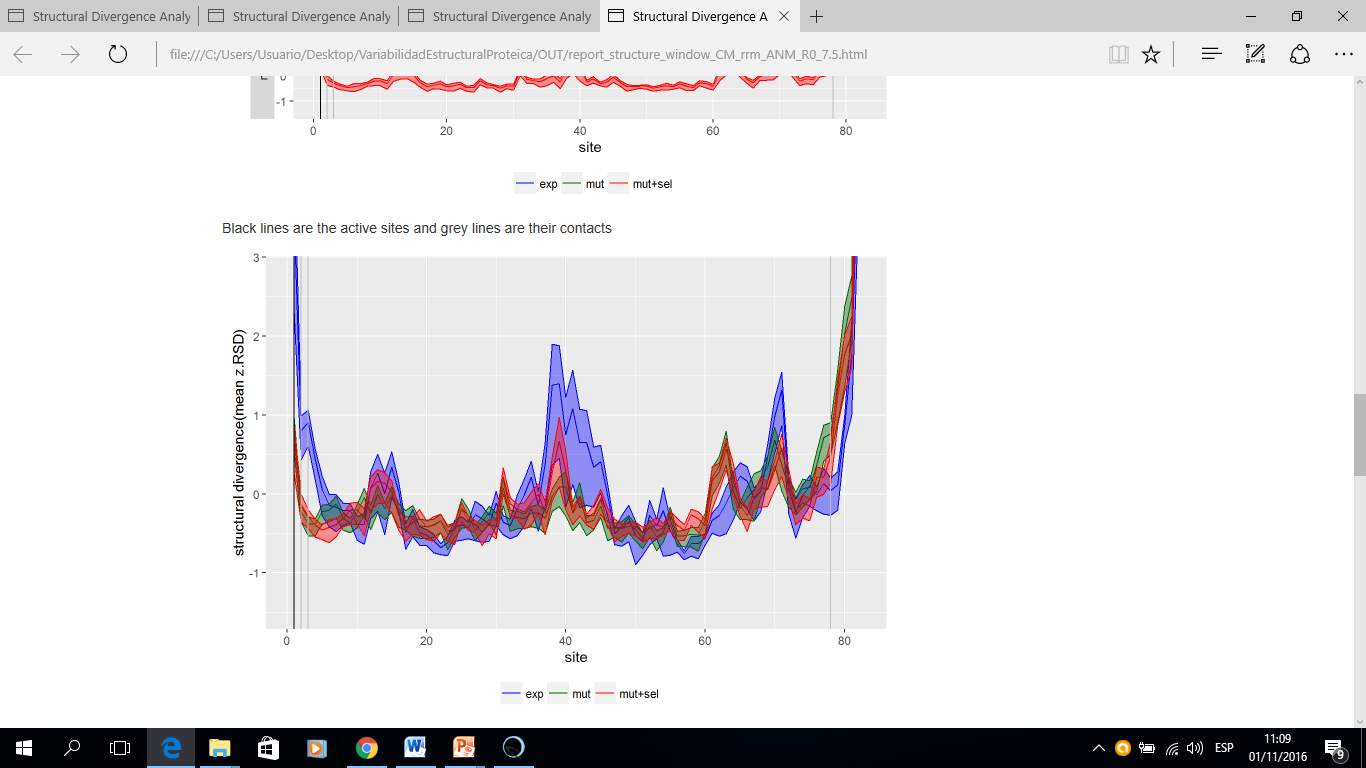 Structural Divergence Analy
Structural Divergence Analy
Structural Divergence Analy
Structural Divergence A
file:///C:/Users/Usuario/Desktop/VariabilidadEstructuralProteica/OUT/report_structure_window_CM_rrm_ANM_R0_7.5.html
0
-1
0 20 40 60 80
site
exp mut mut+sel
Black lines are the active sites and grey lines are their contacts
structural divergence(mean z.RSD)
3
2
1
0
-1
0 20 40 60 80
site
exp mut mut+sel
ESP
11:09
01/11/2016
9